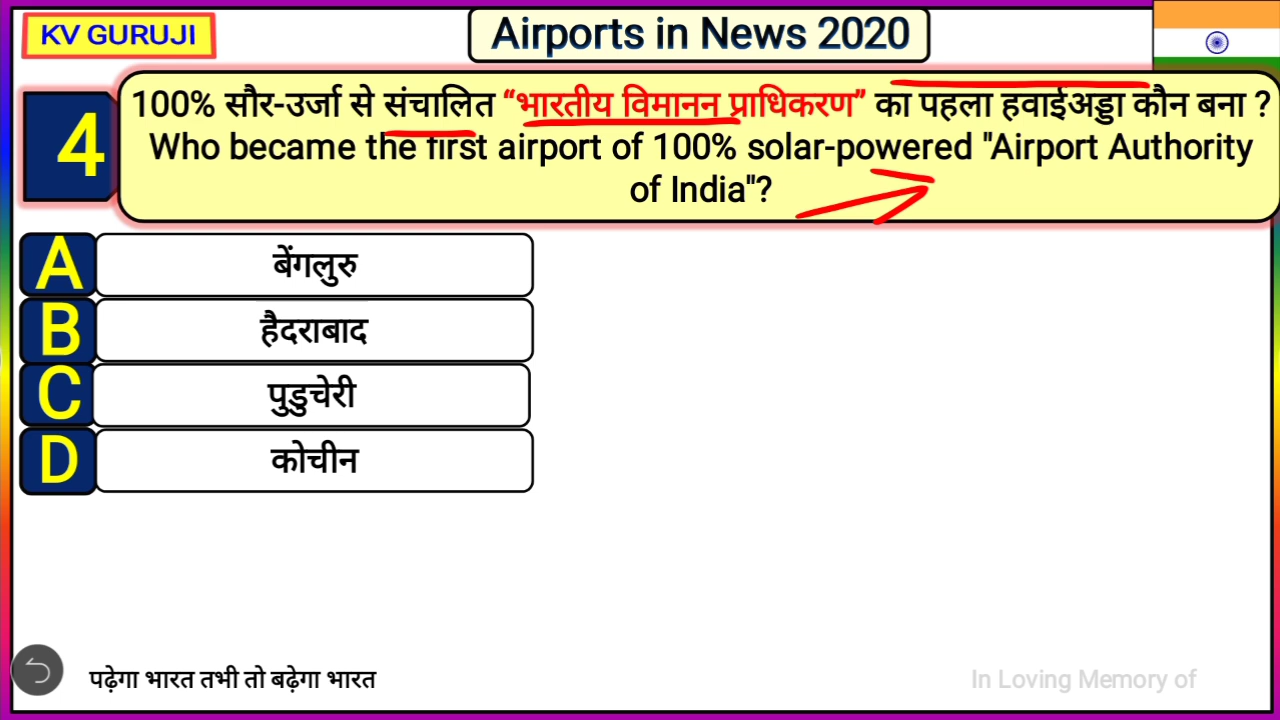 KV GURUJI
Airports in News 2020
4
100% सौर-उर्जा से संचालित “भारतीय विमानन प्राधिकरण” का पहला हवाईअड्डा कौन बना ?
Who became the first airport of 100% solar-powered "Airport Authority
of India"?
A बेंगलुरु
B हैदराबाद
C पुडुचेरी
D कोचीन
पढ़ेगा भारत तभी तो बढ़ेगा भारत
In Loving Memory of